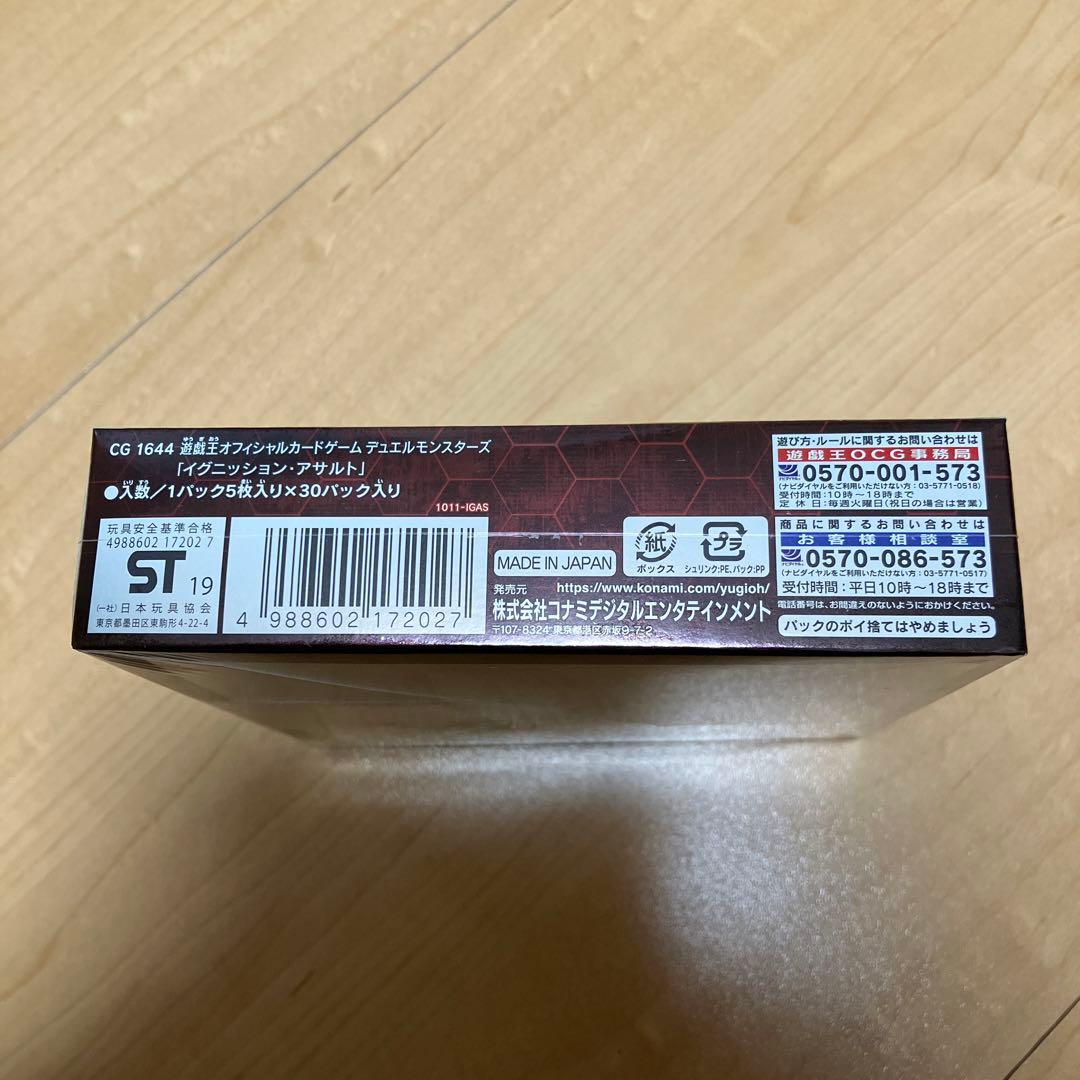 CG 1644 遊戯王オフィシャルカードゲーム デュエルモンスターズ
「イグニッション・アサルト」
●入数/1パック5枚入り×30パック入り
1011-IGAS
玩具安全基準合格
4988602 17202 7
ST 19
(一社)日本玩具協会
東京都墨田区東駒形4-22-4
4 988602 172027
MADE IN JAPAN
紙
ボックス
プラ
シュリンク:PE、パック:PP
発売元 https://www.konami.com/yugioh/
株式会社コナミデジタルエンタテインメント
〒107-8324 東京都港区赤坂9-7-2
遊び方・ルールに関するお問い合わせは
遊戯王OCG事務局
0570-001-573
(ナビダイヤルをご利用いただけない方:03-5771-0518)
受付時間:10時〜18時まで
定休日:毎週火曜日(祝日の場合は営業)
商品に関するお問い合わせは
お客様相談室
0570-086-573
(ナビダイヤルをご利用いただけない方:03-5771-0517)
受付時間:平日10時〜18時まで
電話番号は、お間違えのないようにおかけください。
パックのポイ捨てはやめましょう